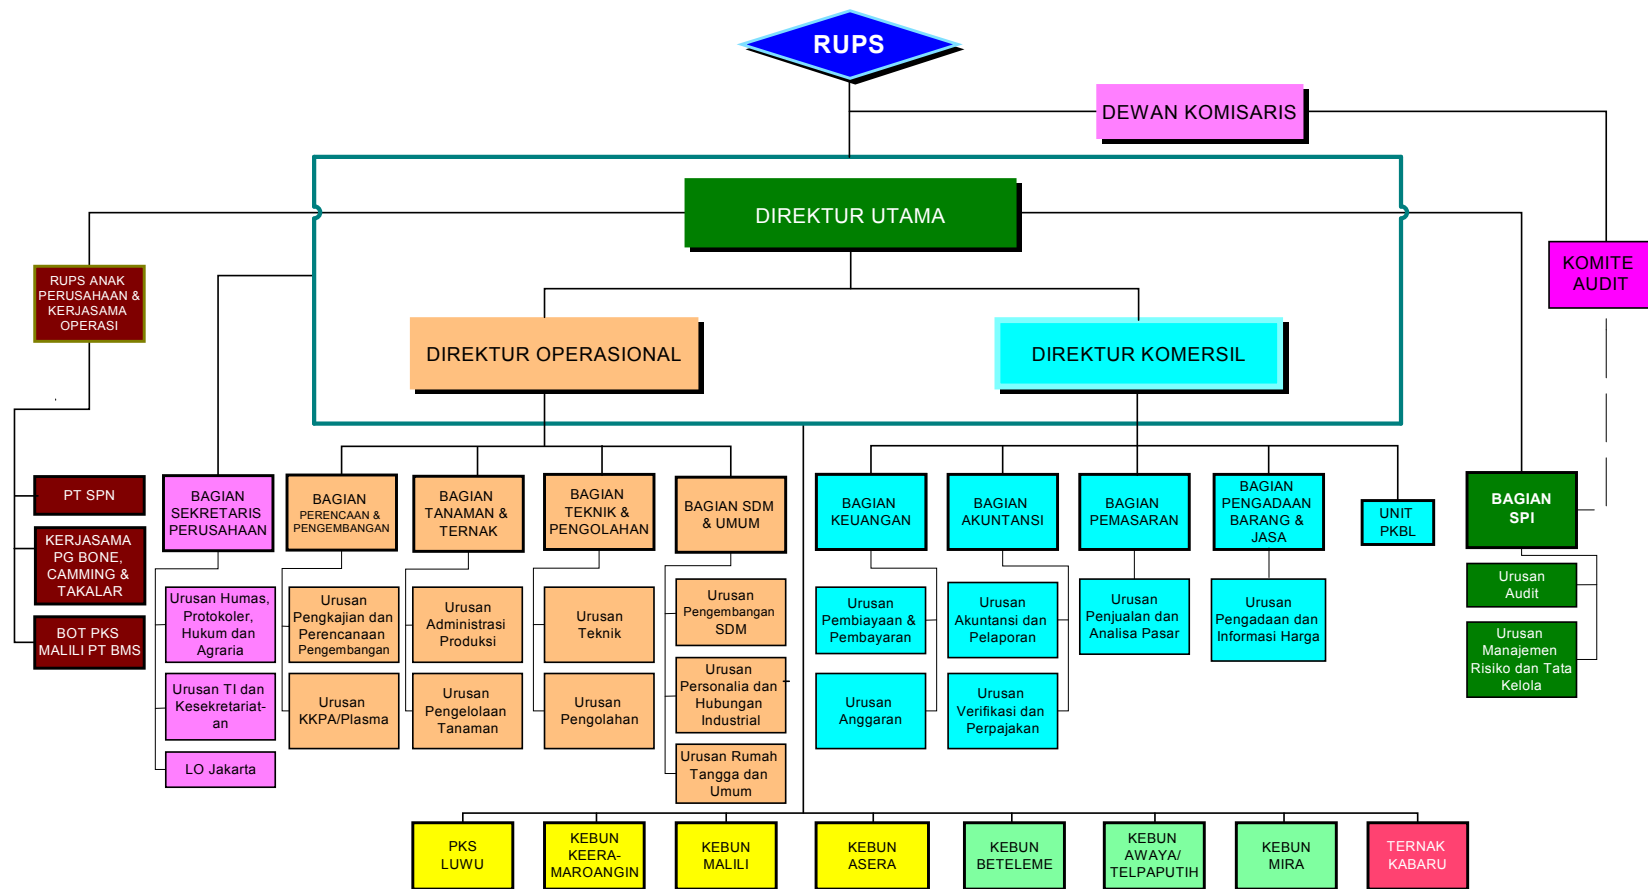 RUPS
DEWAN KOMISARIS
DIREKTUR UTAMA
KOMITE
AUDIT
RUPS ANAK
PERUSAHAAN &
KERJASAMA
OPERASI
DIREKTUR OPERASIONAL
DIREKTUR KOMERSIL
PT SPN
KERJASAMA
PG BONE,
CAMMING &
TAKALAR
BOT PKS
MALILI PT BMS
BAGIAN
SEKRETARIS
PERUSAHAAN
BAGIAN
PERENCAAN &
PENGEMBANGAN
BAGIAN
TANAMAN &
TERNAK
BAGIAN
TEKNIK &
PENGOLAHAN
BAGIAN SDM
& UMUM
BAGIAN
KEUANGAN
BAGIAN
AKUNTANSI
BAGIAN
PEMASARAN
BAGIAN
PENGADAAN
BARANG &
JASA
UNIT
PKBL
BAGIAN
SPI
Urusan Humas,
Protokoler,
Hukum dan
Agraria
Urusan TI dan
Kesekretariat-
an
LO Jakarta
Urusan
Pengkajian dan
Perencanaan
Pengembangan
Urusan
KKPA/Plasma
Urusan
Administrasi
Produksi
Urusan
Pengelolaan
Tanaman
Urusan
Teknik
Urusan
Pengolahan
Urusan
Pengembangan
SDM
Urusan
Personalia dan
Hubungan
Industrial
Urusan Rumah
Tangga dan
Umum
Urusan
Pembiayaan &
Pembayaran
Urusan
Anggaran
Urusan
Akuntansi dan
Pelaporan
Urusan
Verifikasi dan
Perpajakan
Urusan
Penjualan dan
Analisa Pasar
Urusan
Pengadaan dan
Informasi Harga
Urusan
Audit
Urusan
Manajemen
Risiko dan Tata
Kelola
PKS
LUWU
KEBUN
KEERA-
MAROANGIN
KEBUN
MALILI
KEBUN
ASERA
KEBUN
BETELEME
KEBUN
AWAYA/
TELPAPUTIH
KEBUN
MIRA
TERNAK
KABARU